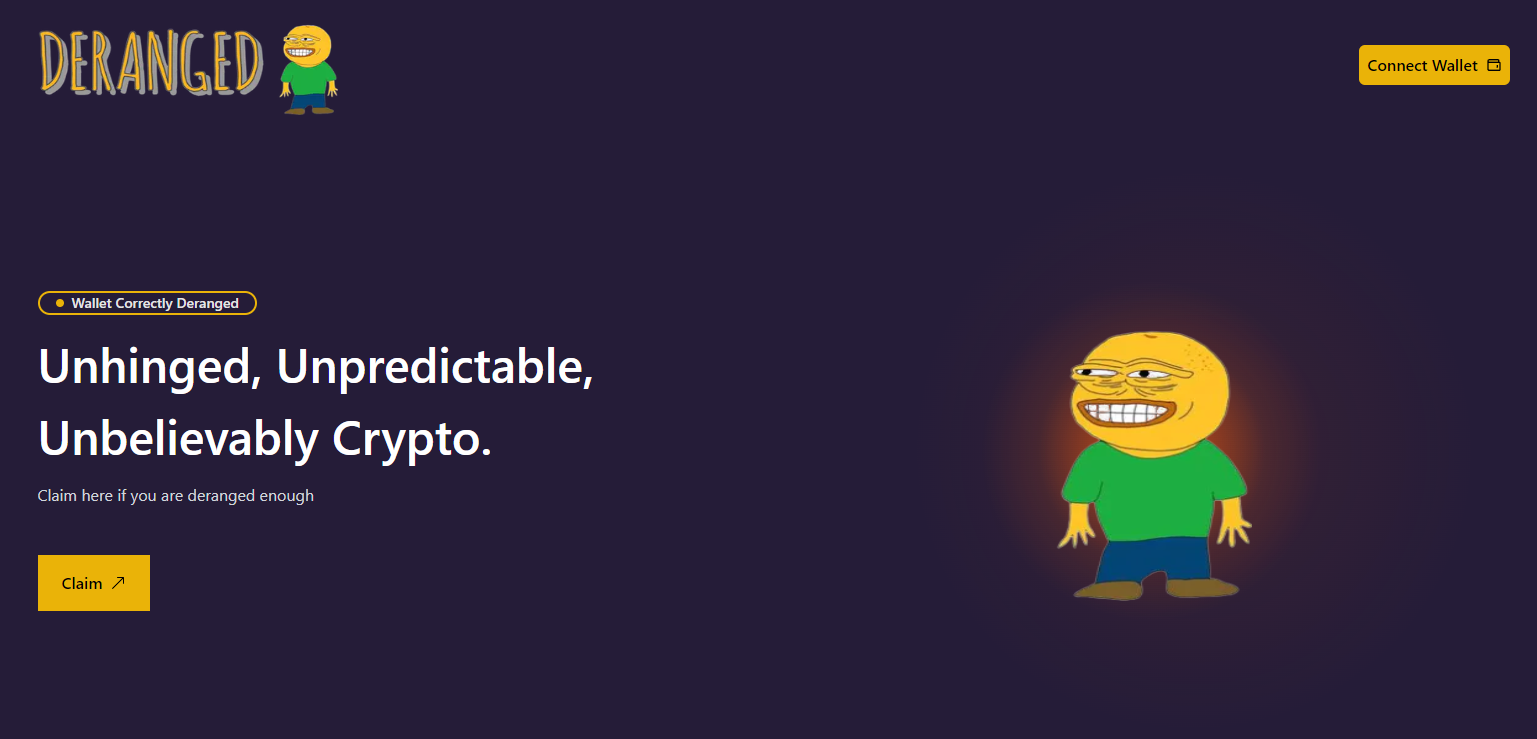 DERANGED
Connect Wallet
Wallet Correctly Deranged
Unhinged, Unpredictable,
Unbelievably Crypto.
Claim here if you are deranged enough
Claim